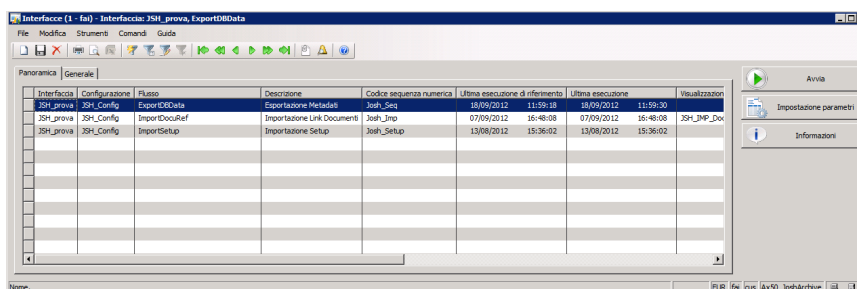 Interfacce (1 - fai) - Interfaccia: JSH_prova, ExportDBData
File Modifica Strumenti Comandi Guida
Panoramica Generale
Interfaccia Configurazione Flusso Descrizione Codice sequenza numerica Ultima esecuzione di riferimento Ultima esecuzione Visualizzazion
JSH_prova JSH_Config ExportDBData Esportazione Metadati Josh_Seq 18/09/2012 11:59:18 18/09/2012 11:59:30
JSH_prova JSH_Config ImportDocuRef Importazione Link Documenti Josh_Imp 07/09/2012 16:48:08 07/09/2012 16:48:08 JSH_IMP_Doc
JSH_prova JSH_Config ImportSetup Importazione Setup Josh_Setup 13/08/2012 15:36:02 13/08/2012 15:36:02
Avvia
Impostazione parametri
Informazioni
Nome. EUR fai cus Ax50_JoshArchive